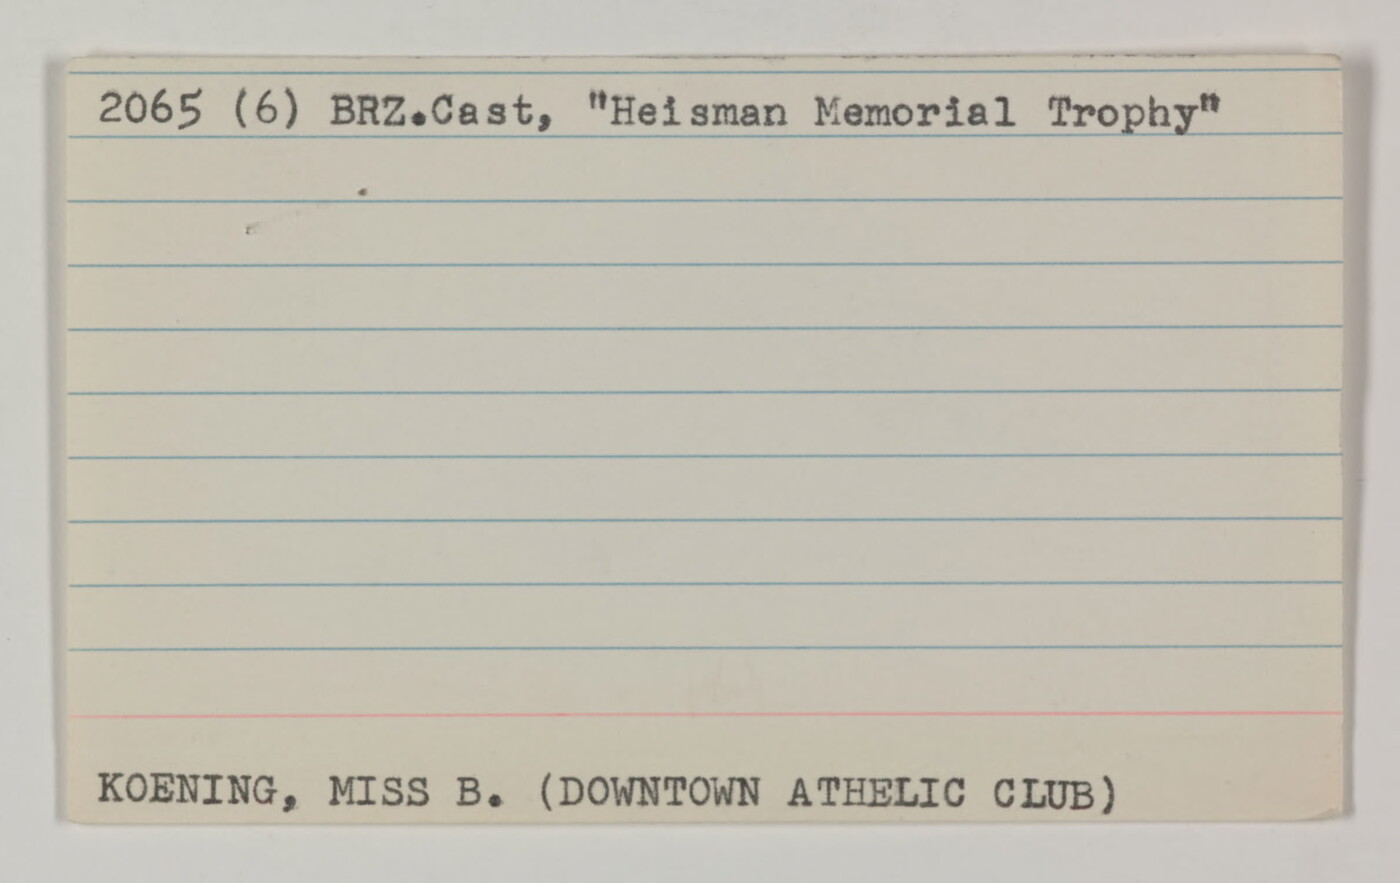 2065 (6) BRZ.Cast, "Heisman Memorial Trophy"
KOENING, MISS B. (DOWNTOWN ATHELIC CLUB)